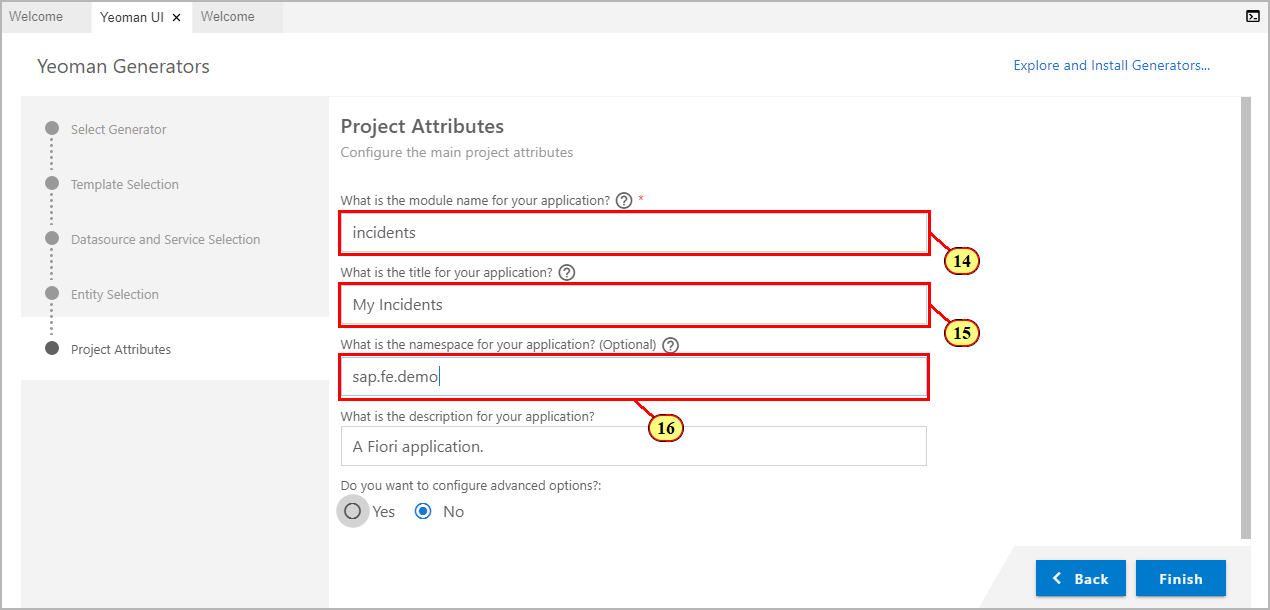 Welcome
Yeoman UI
Welcome
Yeoman Generators
Explore and Install Generators...
Select Generator
Template Selection
Datasource and Service Selection
Entity Selection
Project Attributes
Project Attributes
Configure the main project attributes
What is the module name for your application? *
incidents
14
What is the title for your application?
My Incidents
15
What is the namespace for your application? (Optional)
sap.fe.demo
16
What is the description for your application?
A Fiori application.
Do you want to configure advanced options?:
Yes No
Back Finish